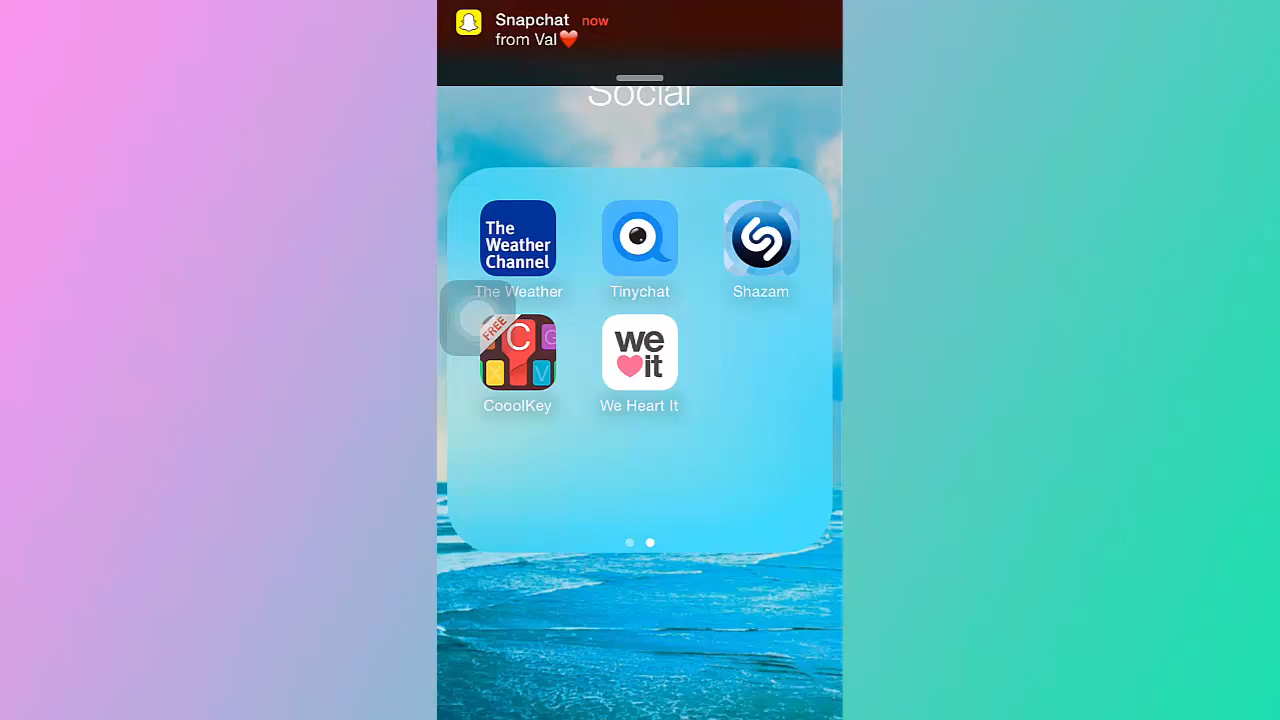 Snapchat now
from Val❤️
Social
The
Weather
Channel
The Weather
Tinychat
Shazam
FREE
C
G
X
V
CooolKey
we
it
We Heart It